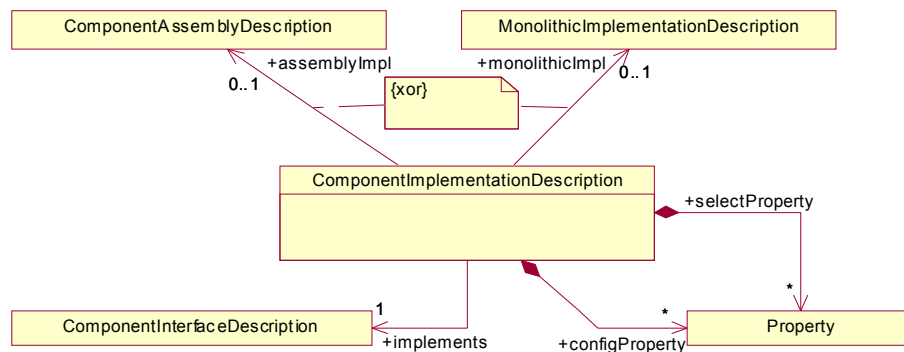 ComponentAssemblyDescription
MonolithicImplementationDescription
+assemblyImpl
+monolithicImpl
0..1
0..1
{xor}
ComponentImplementationDescription
+selectProperty
1
*
*
ComponentInterfaceDescription
Property
+implements
+configProperty